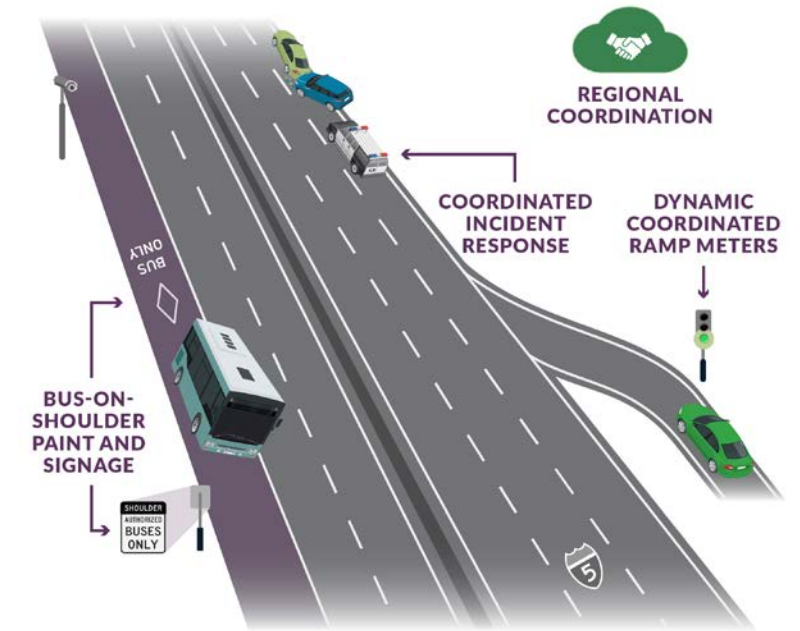 REGIONAL
COORDINATION
COORDINATED
INCIDENT
RESPONSE
DYNAMIC
COORDINATED
RAMP METERS
BUS
ONLY
BUS-ON-
SHOULDER
PAINT AND
SIGNAGE
SHOULDER
AUTHORIZED
BUSES
ONLY
5